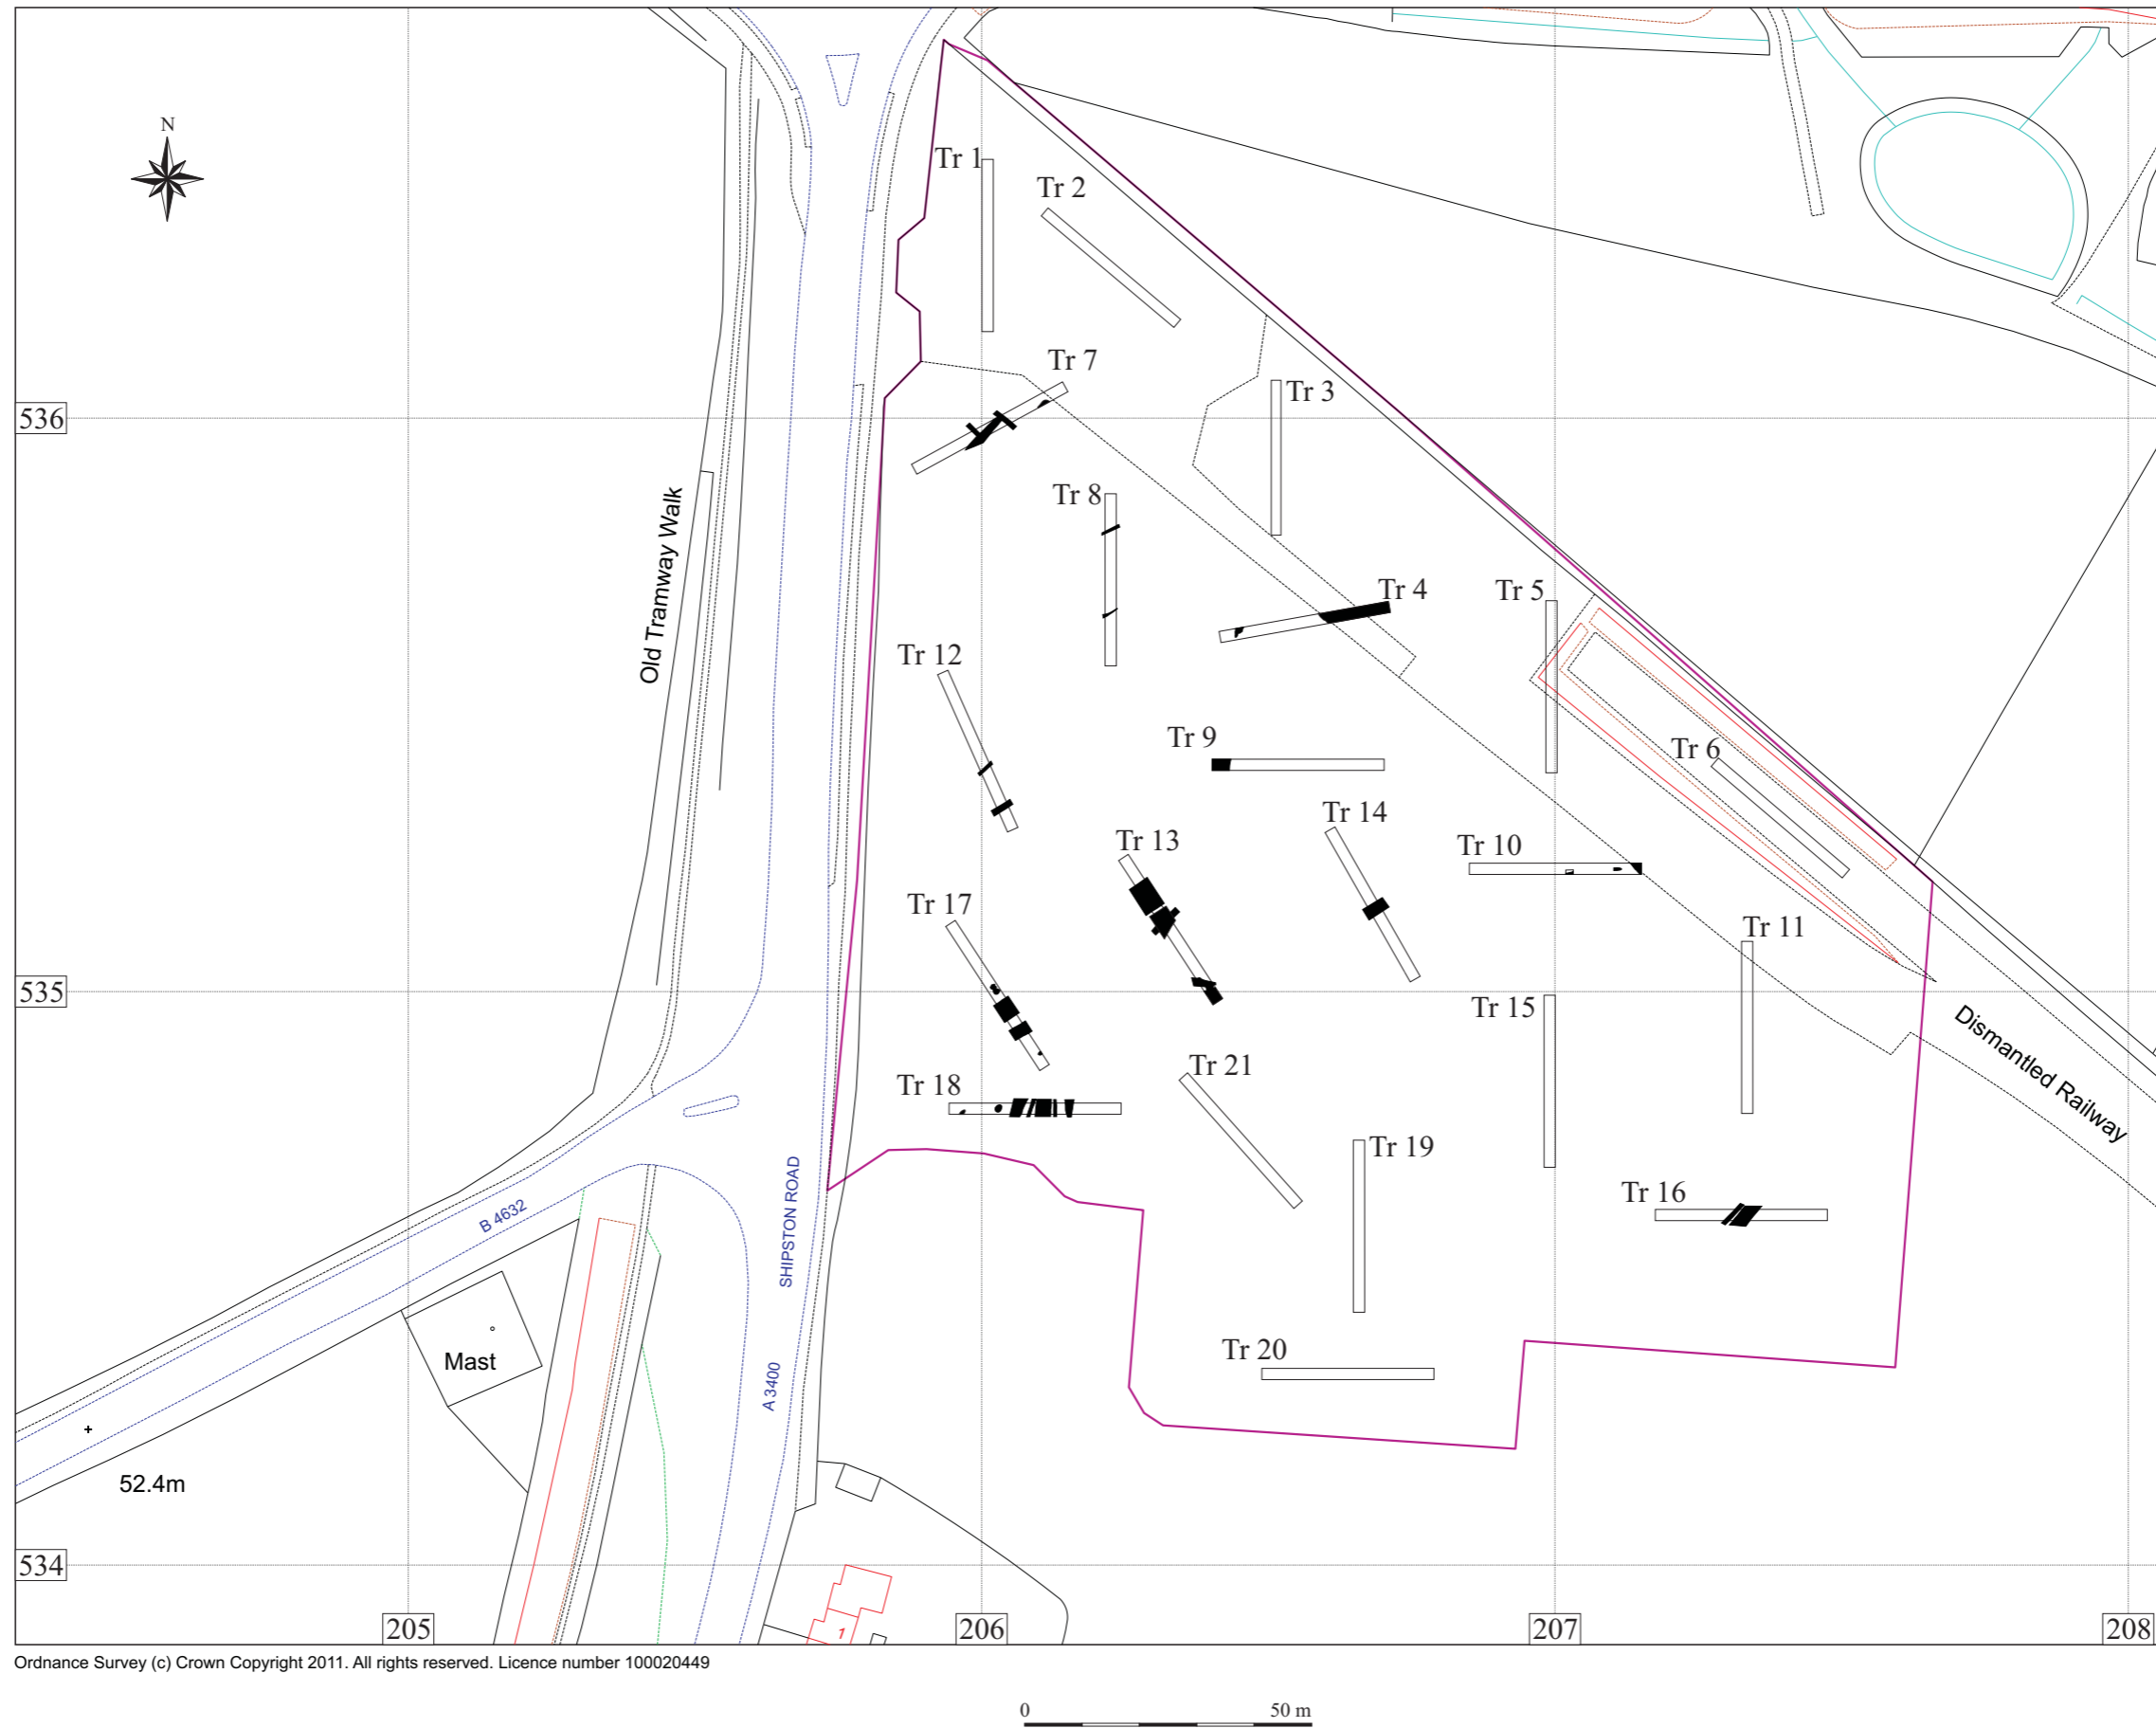 N
Tr 1
Tr 2
Tr 7
Tr 3
536
Tr 8
Old Tramway Walk
Tr 4
Tr 5
Tr 12
Tr 9
Tr 6
Tr 14
Tr 13
Tr 10
Tr 17
Tr 11
535
Tr 15
Dismantled Railway
Tr 21
Tr 18
Tr 19
SHIPSTON ROAD
Tr 16
B 4632
Mast
A 3400
Tr 20
52.4m
534
1
205
206
207
208
Ordnance Survey (c) Crown Copyright 2011. All rights reserved. Licence number 100020449
0 50 m